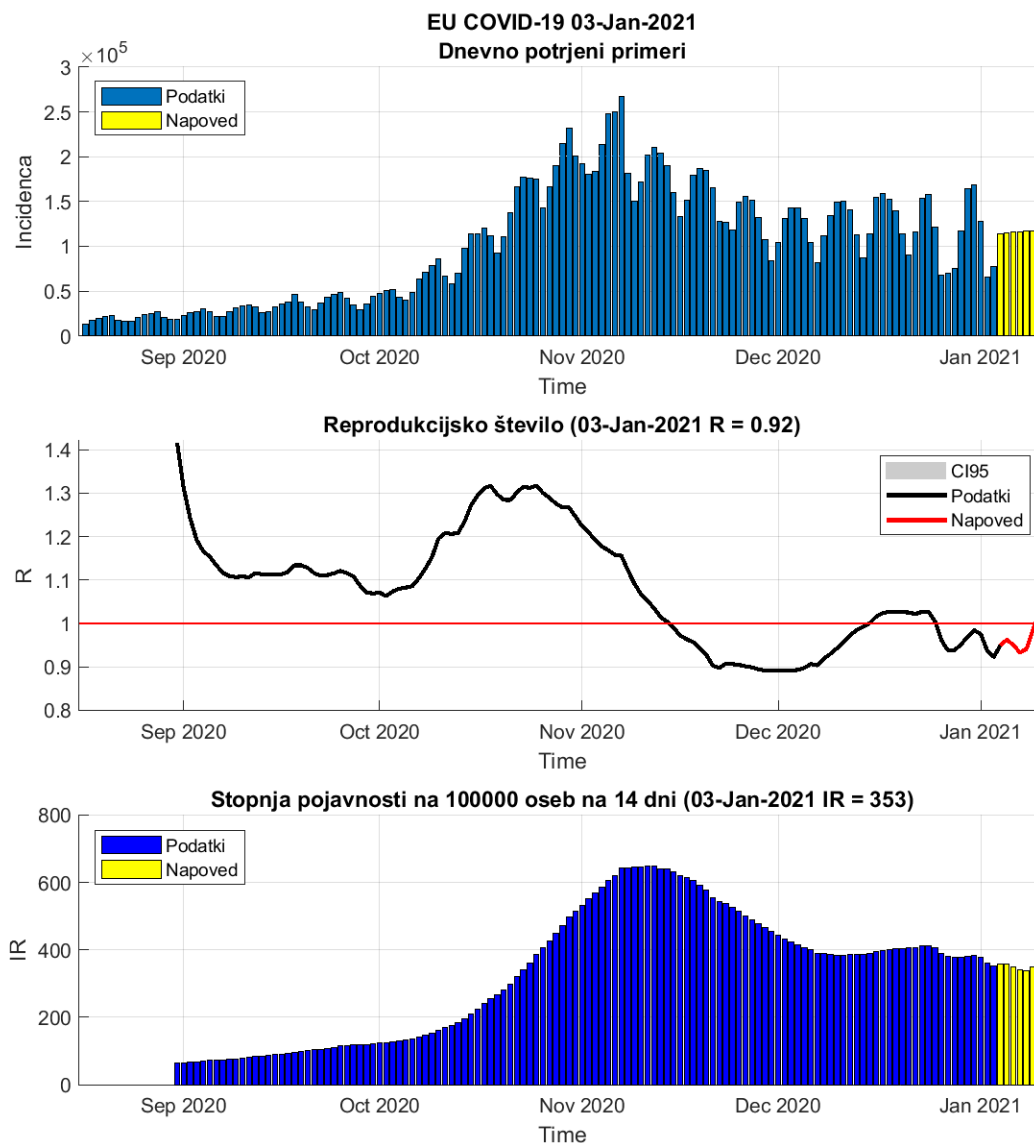 EU COVID-19 03-Jan-2021
Dnevno potrjeni primeri
×10^5
3
2.5
2
1.5
1
0.5
0
Incidenca
Podatki
Napoved
Sep 2020 Oct 2020 Nov 2020 Dec 2020 Jan 2021
Time
Reprodukcijsko število (03-Jan-2021 R = 0.92)
1.4
1.3
1.2
1.1
1
0.9
0.8
R
CI95
Podatki
Napoved
Sep 2020 Oct 2020 Nov 2020 Dec 2020 Jan 2021
Time
Stopnja pojavnosti na 100000 oseb na 14 dni (03-Jan-2021 IR = 353)
800
600
400
200
0
IR
Podatki
Napoved
Sep 2020 Oct 2020 Nov 2020 Dec 2020 Jan 2021
Time